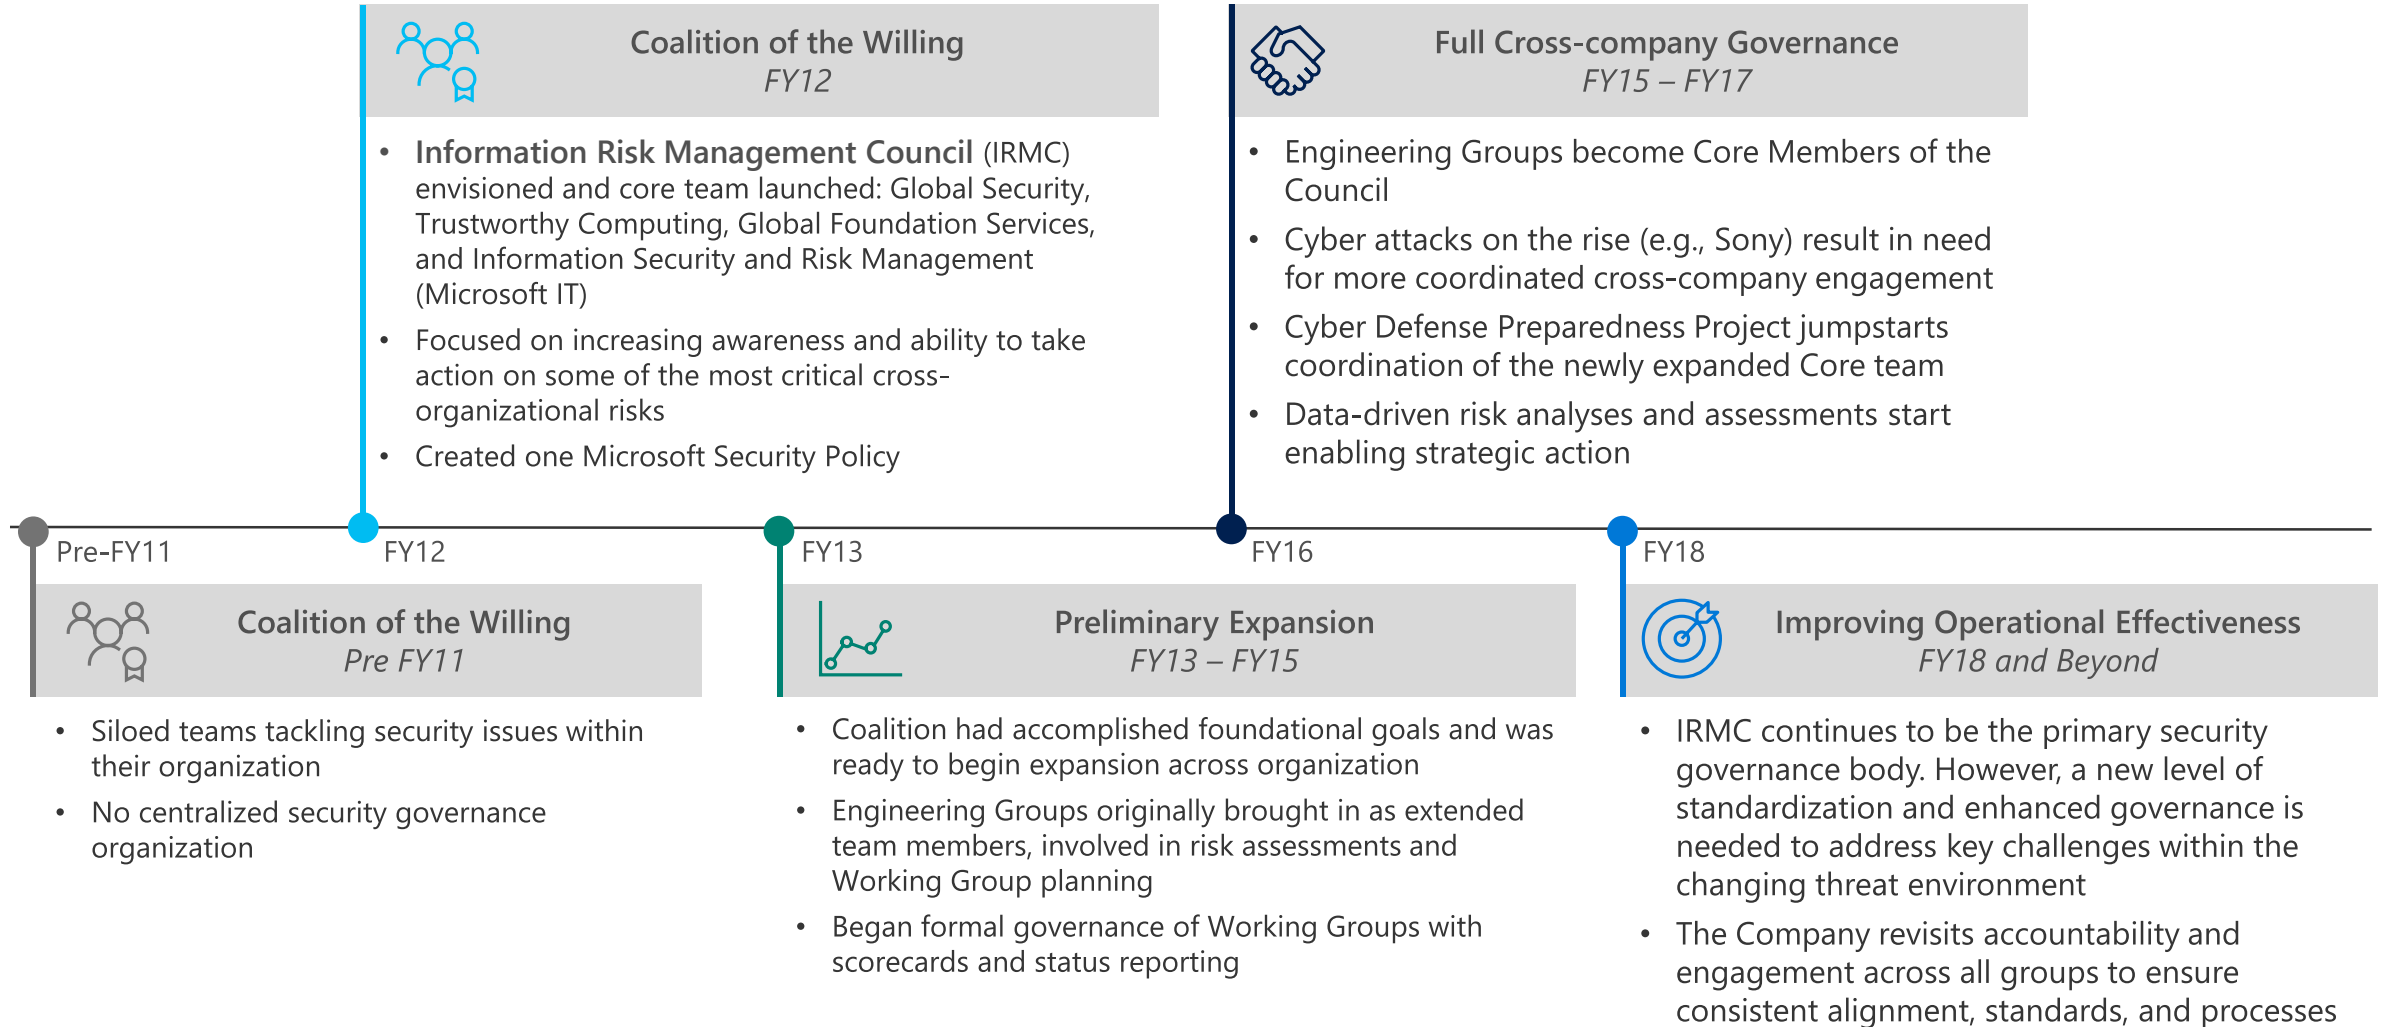 Coalition of the Willing
FY12
• Information Risk Management Council (IRMC)
envisioned and core team launched: Global Security,
Trustworthy Computing, Global Foundation Services,
and Information Security and Risk Management
(Microsoft IT)
• Focused on increasing awareness and ability to take
action on some of the most critical cross-
organizational risks
• Created one Microsoft Security Policy
Full Cross-company Governance
FY15 – FY17
• Engineering Groups become Core Members of the
Council
• Cyber attacks on the rise (e.g., Sony) result in need
for more coordinated cross-company engagement
• Cyber Defense Preparedness Project jumpstarts
coordination of the newly expanded Core team
• Data-driven risk analyses and assessments start
enabling strategic action
Pre-FY11
FY12
FY13
FY16
FY18
Coalition of the Willing
Pre FY11
• Siloed teams tackling security issues within
their organization
• No centralized security governance
organization
Preliminary Expansion
FY13 – FY15
• Coalition had accomplished foundational goals and was
ready to begin expansion across organization
• Engineering Groups originally brought in as extended
team members, involved in risk assessments and
Working Group planning
• Began formal governance of Working Groups with
scorecards and status reporting
Improving Operational Effectiveness
FY18 and Beyond
• IRMC continues to be the primary security
governance body. However, a new level of
standardization and enhanced governance is
needed to address key challenges within the
changing threat environment
• The Company revisits accountability and
engagement across all groups to ensure
consistent alignment, standards, and processes